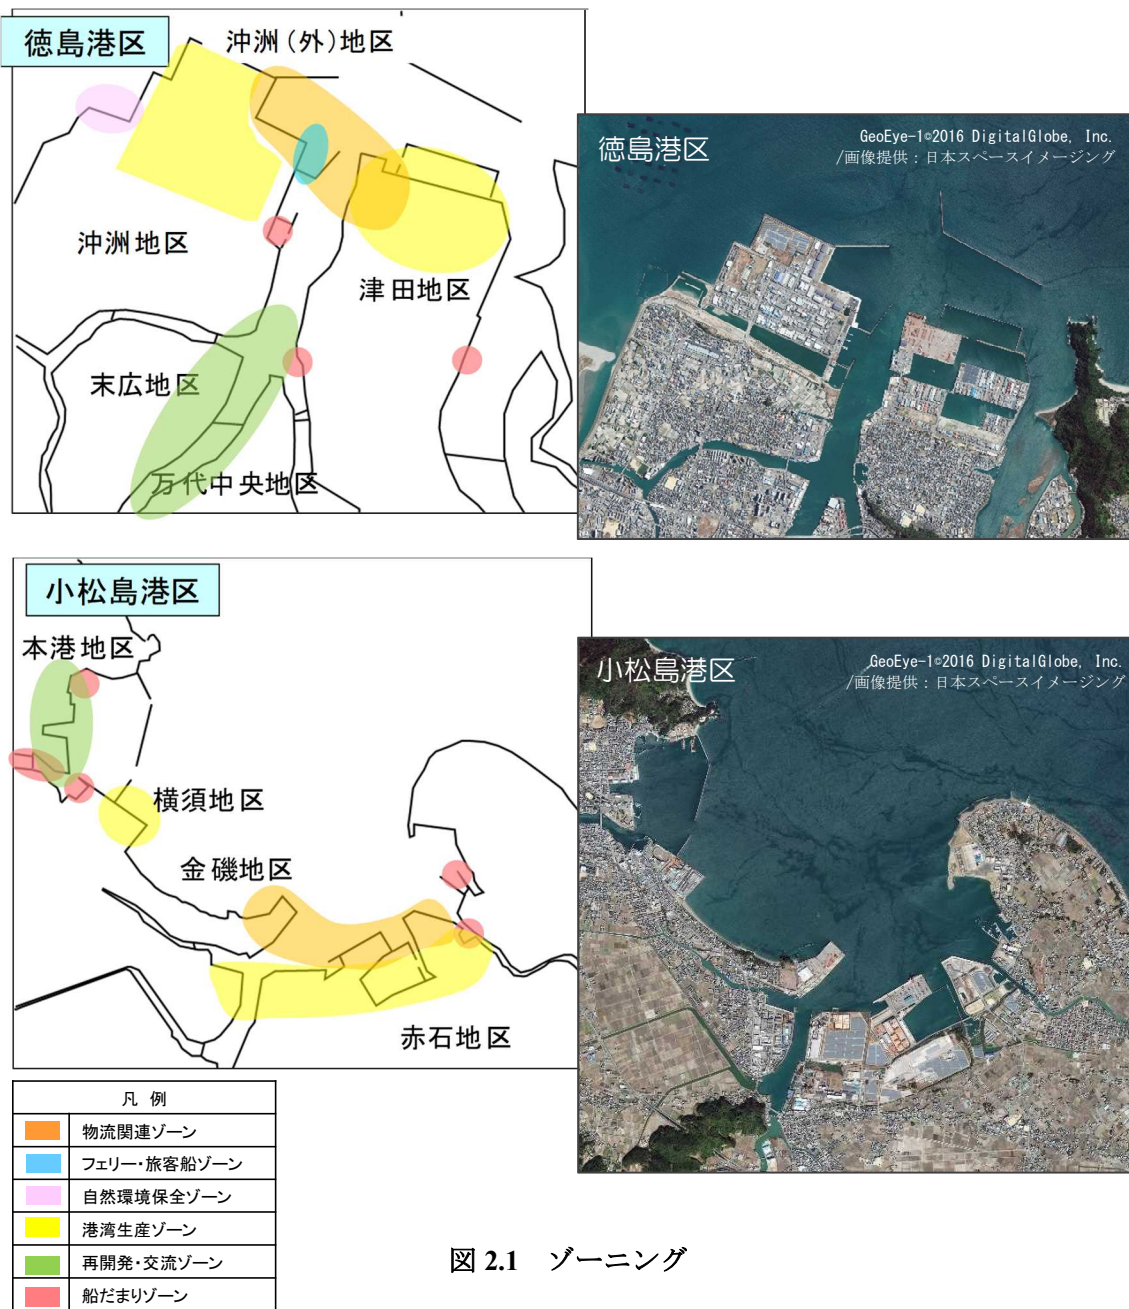 徳島港区
沖洲(外)地区
沖洲地区
津田地区
末広地区
万代中央地区
徳島港区
GeoEye-1©2016 DigitalGlobe, Inc.
/画像提供:日本スペースイメージング
小松島港区
本港地区
横須地区
金磯地区
赤石地区
小松島港区
GeoEye-1©2016 DigitalGlobe, Inc.
/画像提供:日本スペースイメージング
凡 例
物流関連ゾーン
フェリー・旅客船ゾーン
自然環境保全ゾーン
港湾生産ゾーン
再開発・交流ゾーン
船だまりゾーン
図 2.1 ゾーニング